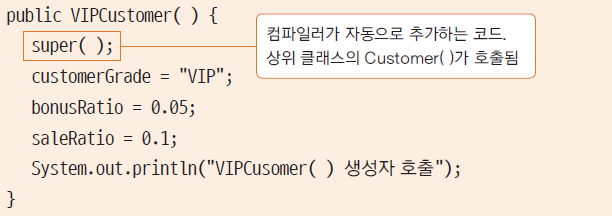 public VIPCustomer( ) {
super( );
컴파일러가 자동으로 추가하는 코드.
상위 클래스의 Customer( )가 호출됨
customerGrade = "VIP";
bonusRatio = 0.05;
saleRatio = 0.1;
System.out.println("VIPCusomer( ) 생성자 호출");
}